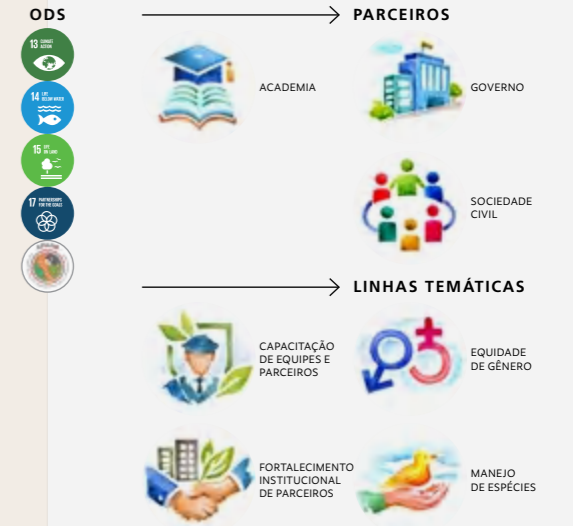 ODS
13 CLIMATE
ACTION
14 LIFE
BELOW WATER
15 LIFE
ON LAND
17 PARTNERSHIPS
FOR THE GOALS
PARCEIROS
ACADEMIA
GOVERNO
SOCIEDADE
CIVIL
LINHAS TEMÁTICAS
CAPACITAÇÃO
DE EQUIPES E
PARCEIROS
EQUIDADE
DE GÊNERO
FORTALECIMENTO
INSTITUCIONAL
DE PARCEIROS
MANEJO
DE ESPÉCIES